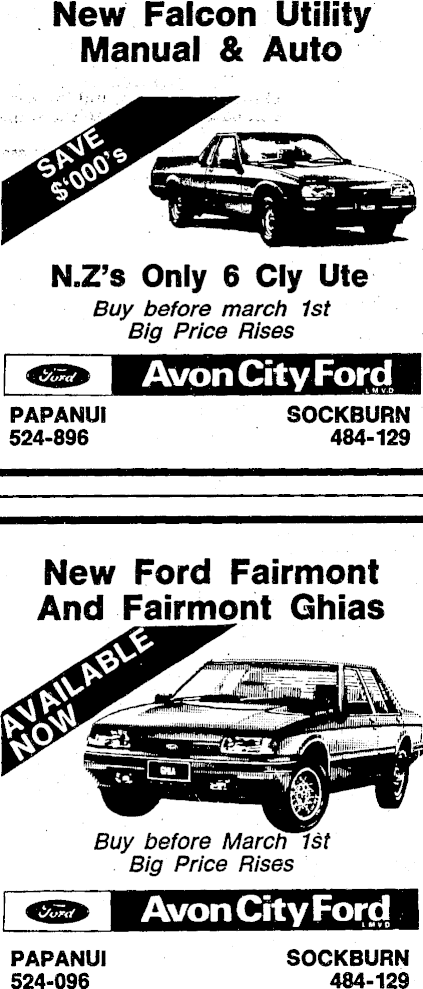 New Falcon Utility
Manual & Auto
SAVE
$'000's
N.Z's Only 6 Cly Ute
Buy before march 1st
Big Price Rises
Ford
Avon City Ford
LMVD
PAPANUI
SOCKBURN
524-896
484-129
New Ford Fairmont
And Fairmont Ghias
AVAILABLE
NOW
GHIA
Buy before March 1st
Big Price Rises
Ford
Avon City Ford
LMVD
PAPANUI
SOCKBURN
524-096
484-129